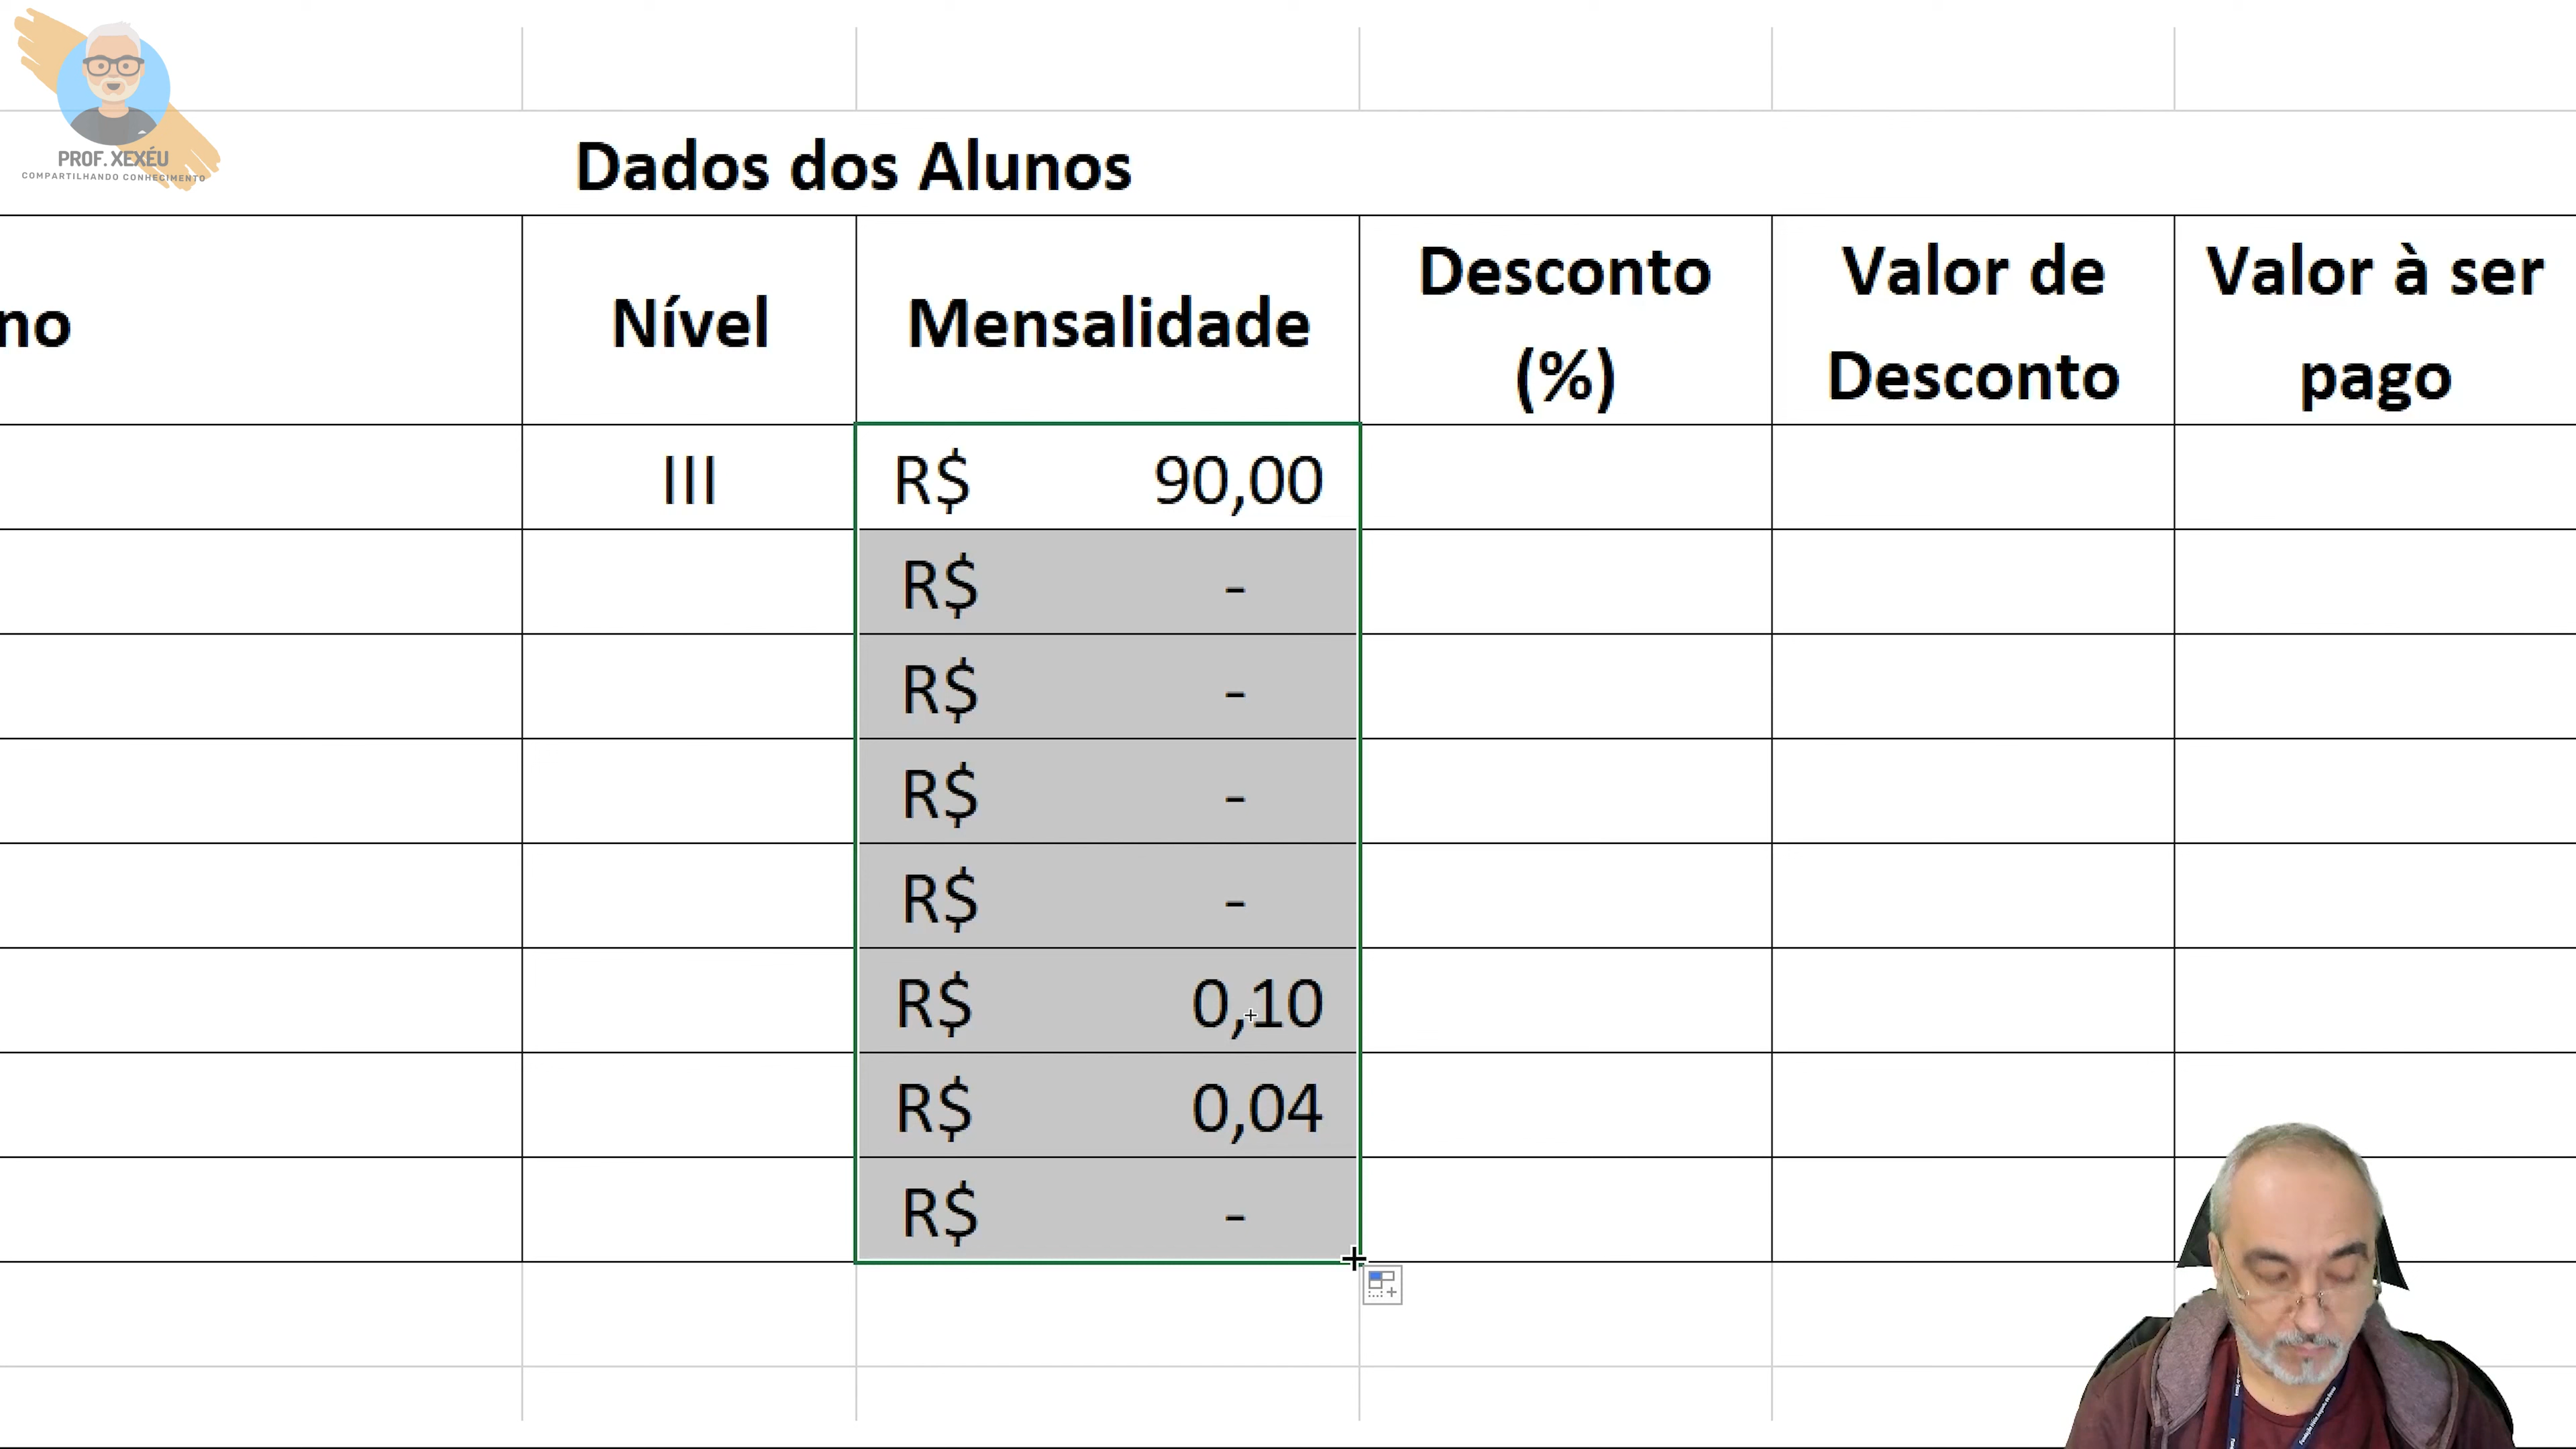 PROF. XEXÉU
COMPARTILHANDO CONHECIMENTO
Dados dos Alunos
no
Nível
Mensalidade
Desconto
(%)
Valor de
Desconto
Valor à ser
pago
III
R$ 90,00
R$ -
R$ -
R$ -
R$ -
R$ 0,10
R$ 0,04
R$ -